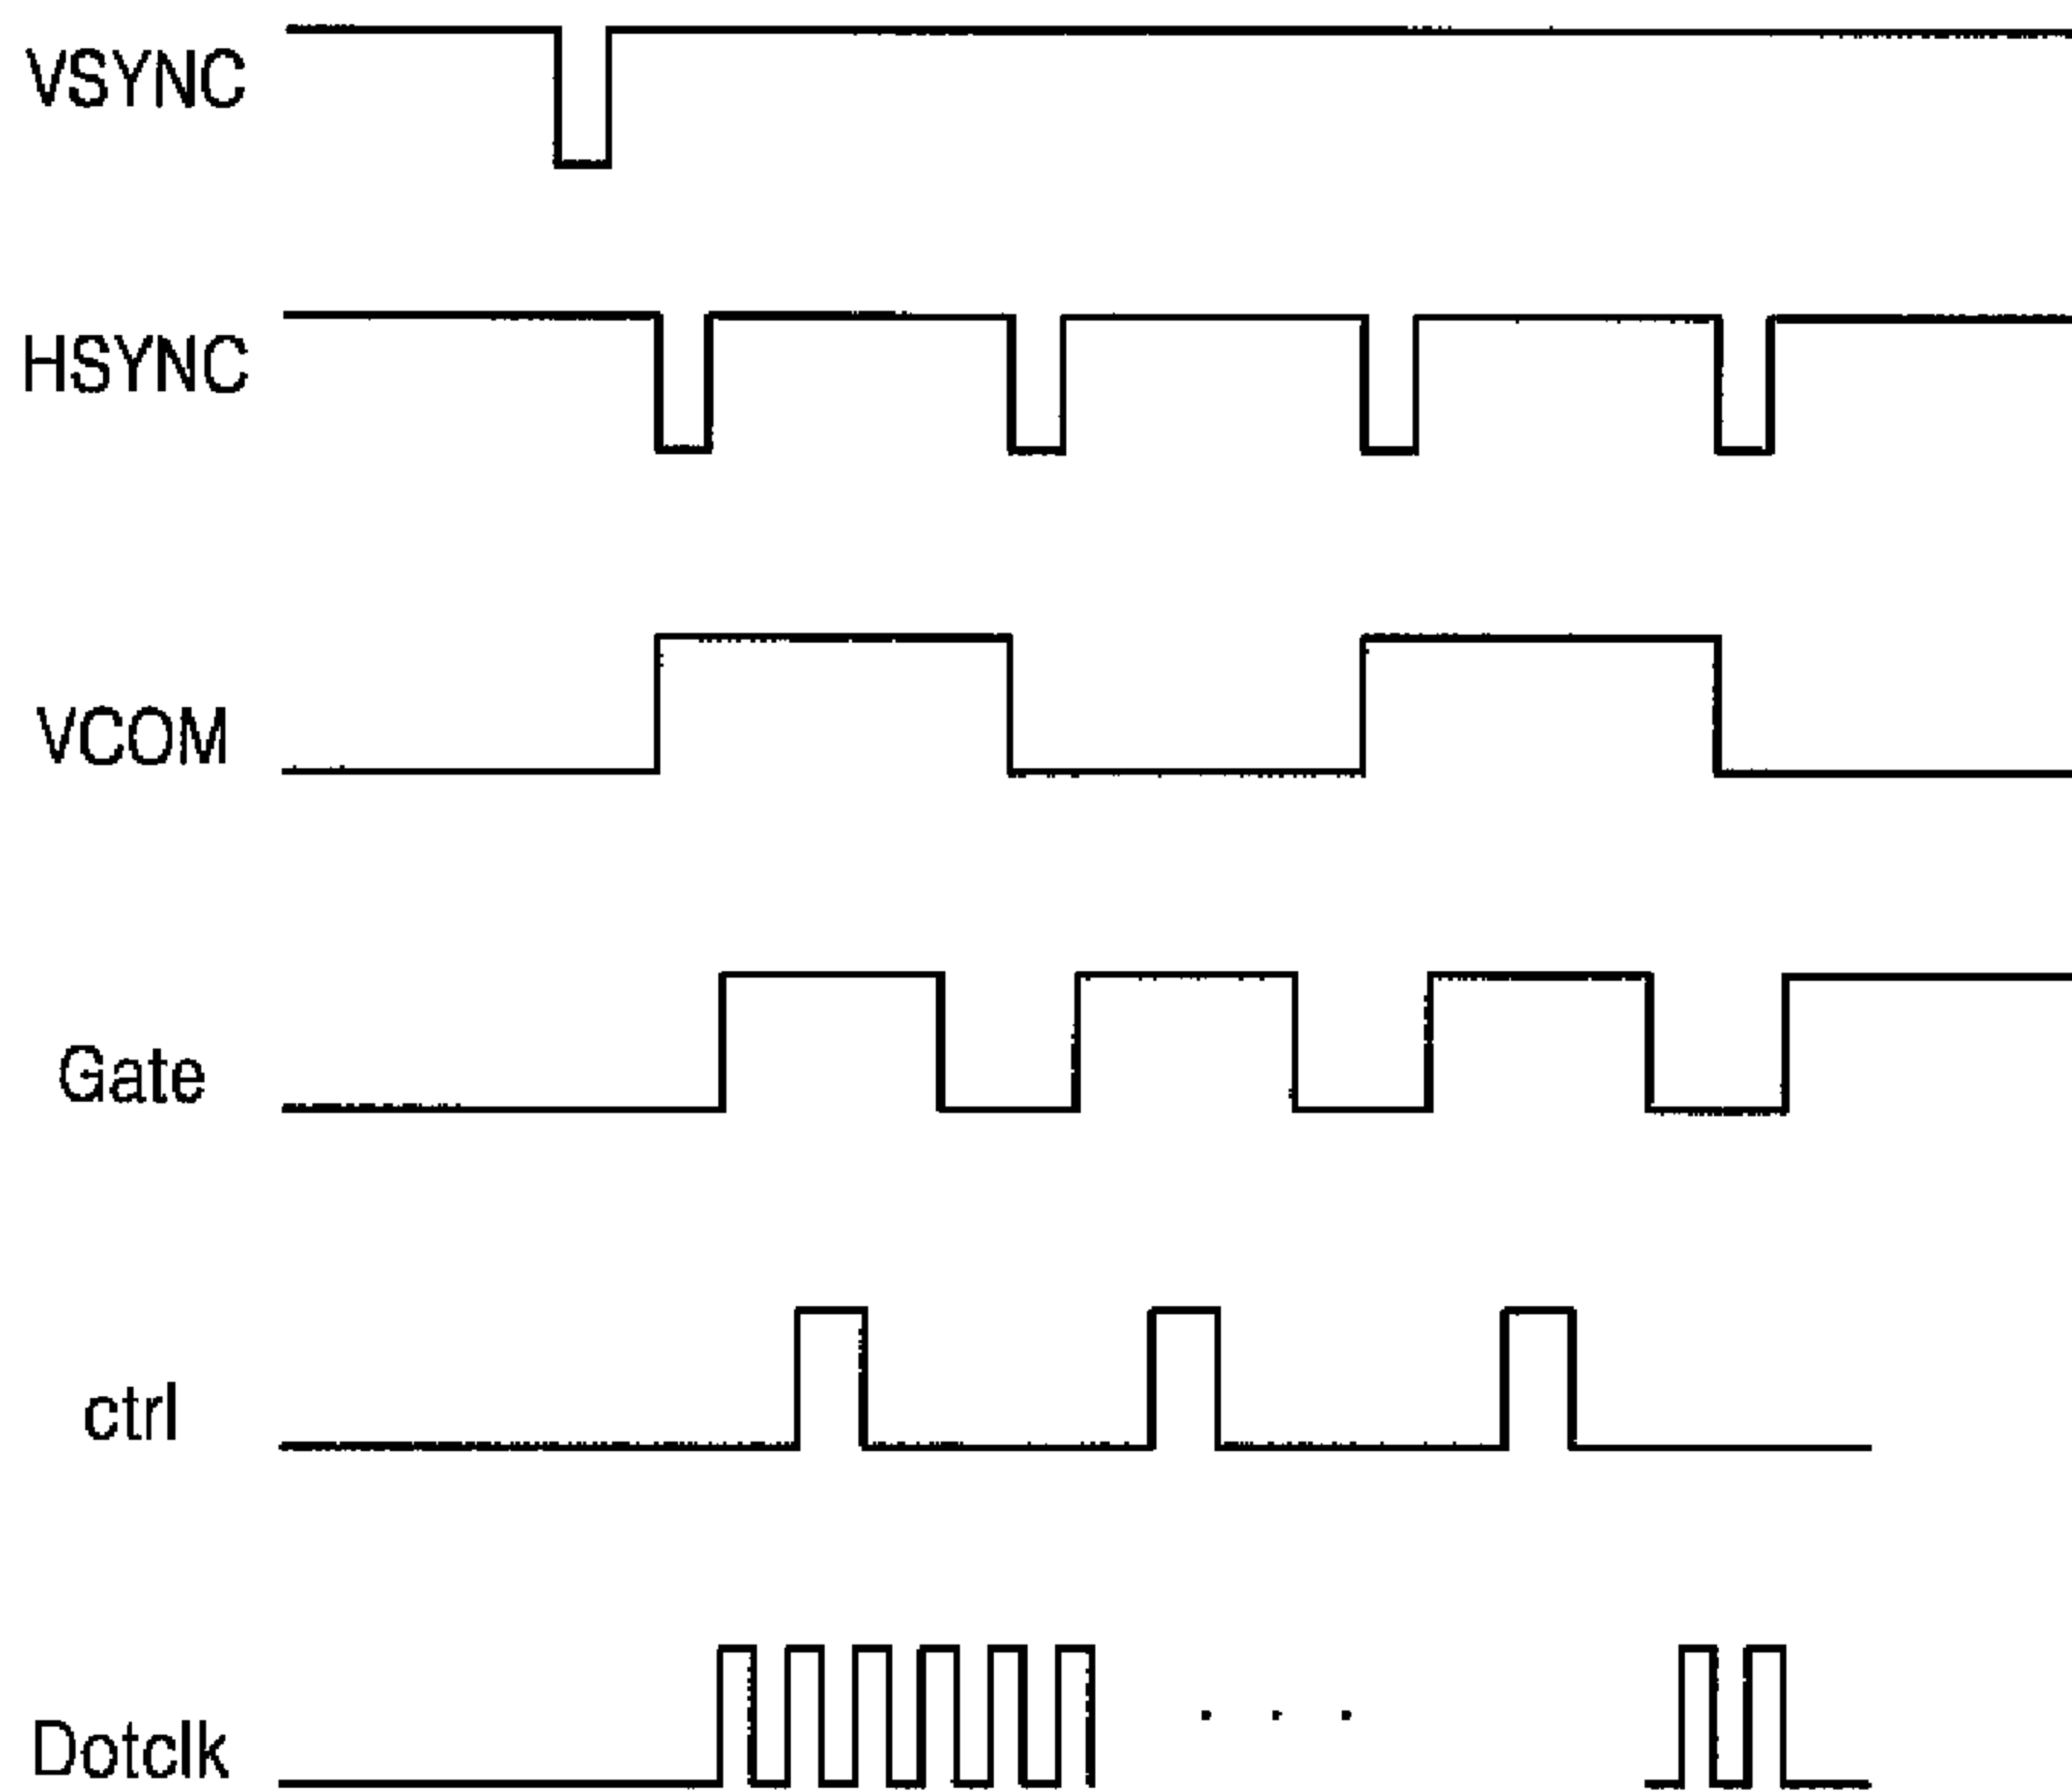 VSYNC
HSYNC
VCOM
Gate
ctrl
Dotclk
. . .